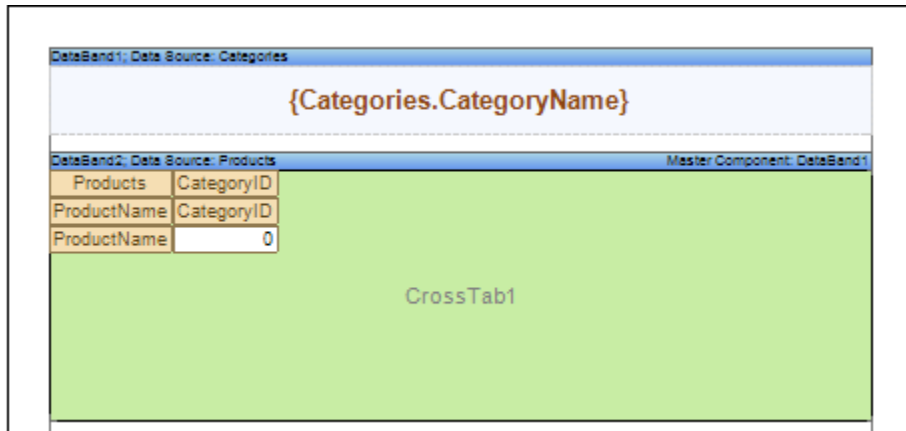 DataBand1; Data Source: Categories
{Categories.CategoryName}
DataBand2; Data Source: Products Master Component: DataBand1
Products CategoryID
ProductName CategoryID
ProductName 0
CrossTab1